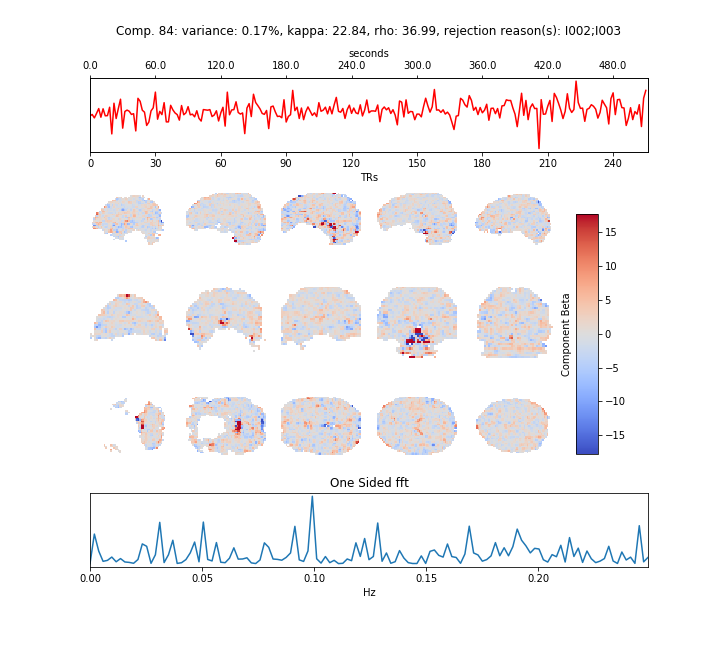 Comp. 84: variance: 0.17%, kappa: 22.84, rho: 36.99, rejection reason(s): I002;I003
seconds
0.0 60.0 120.0 180.0 240.0 300.0 360.0 420.0 480.0
0 30 60 90 120 150 180 210 240
TRs
15
10
5
0
−5
−10
−15
Component Beta
One Sided fft
0.00 0.05 0.10 0.15 0.20
Hz